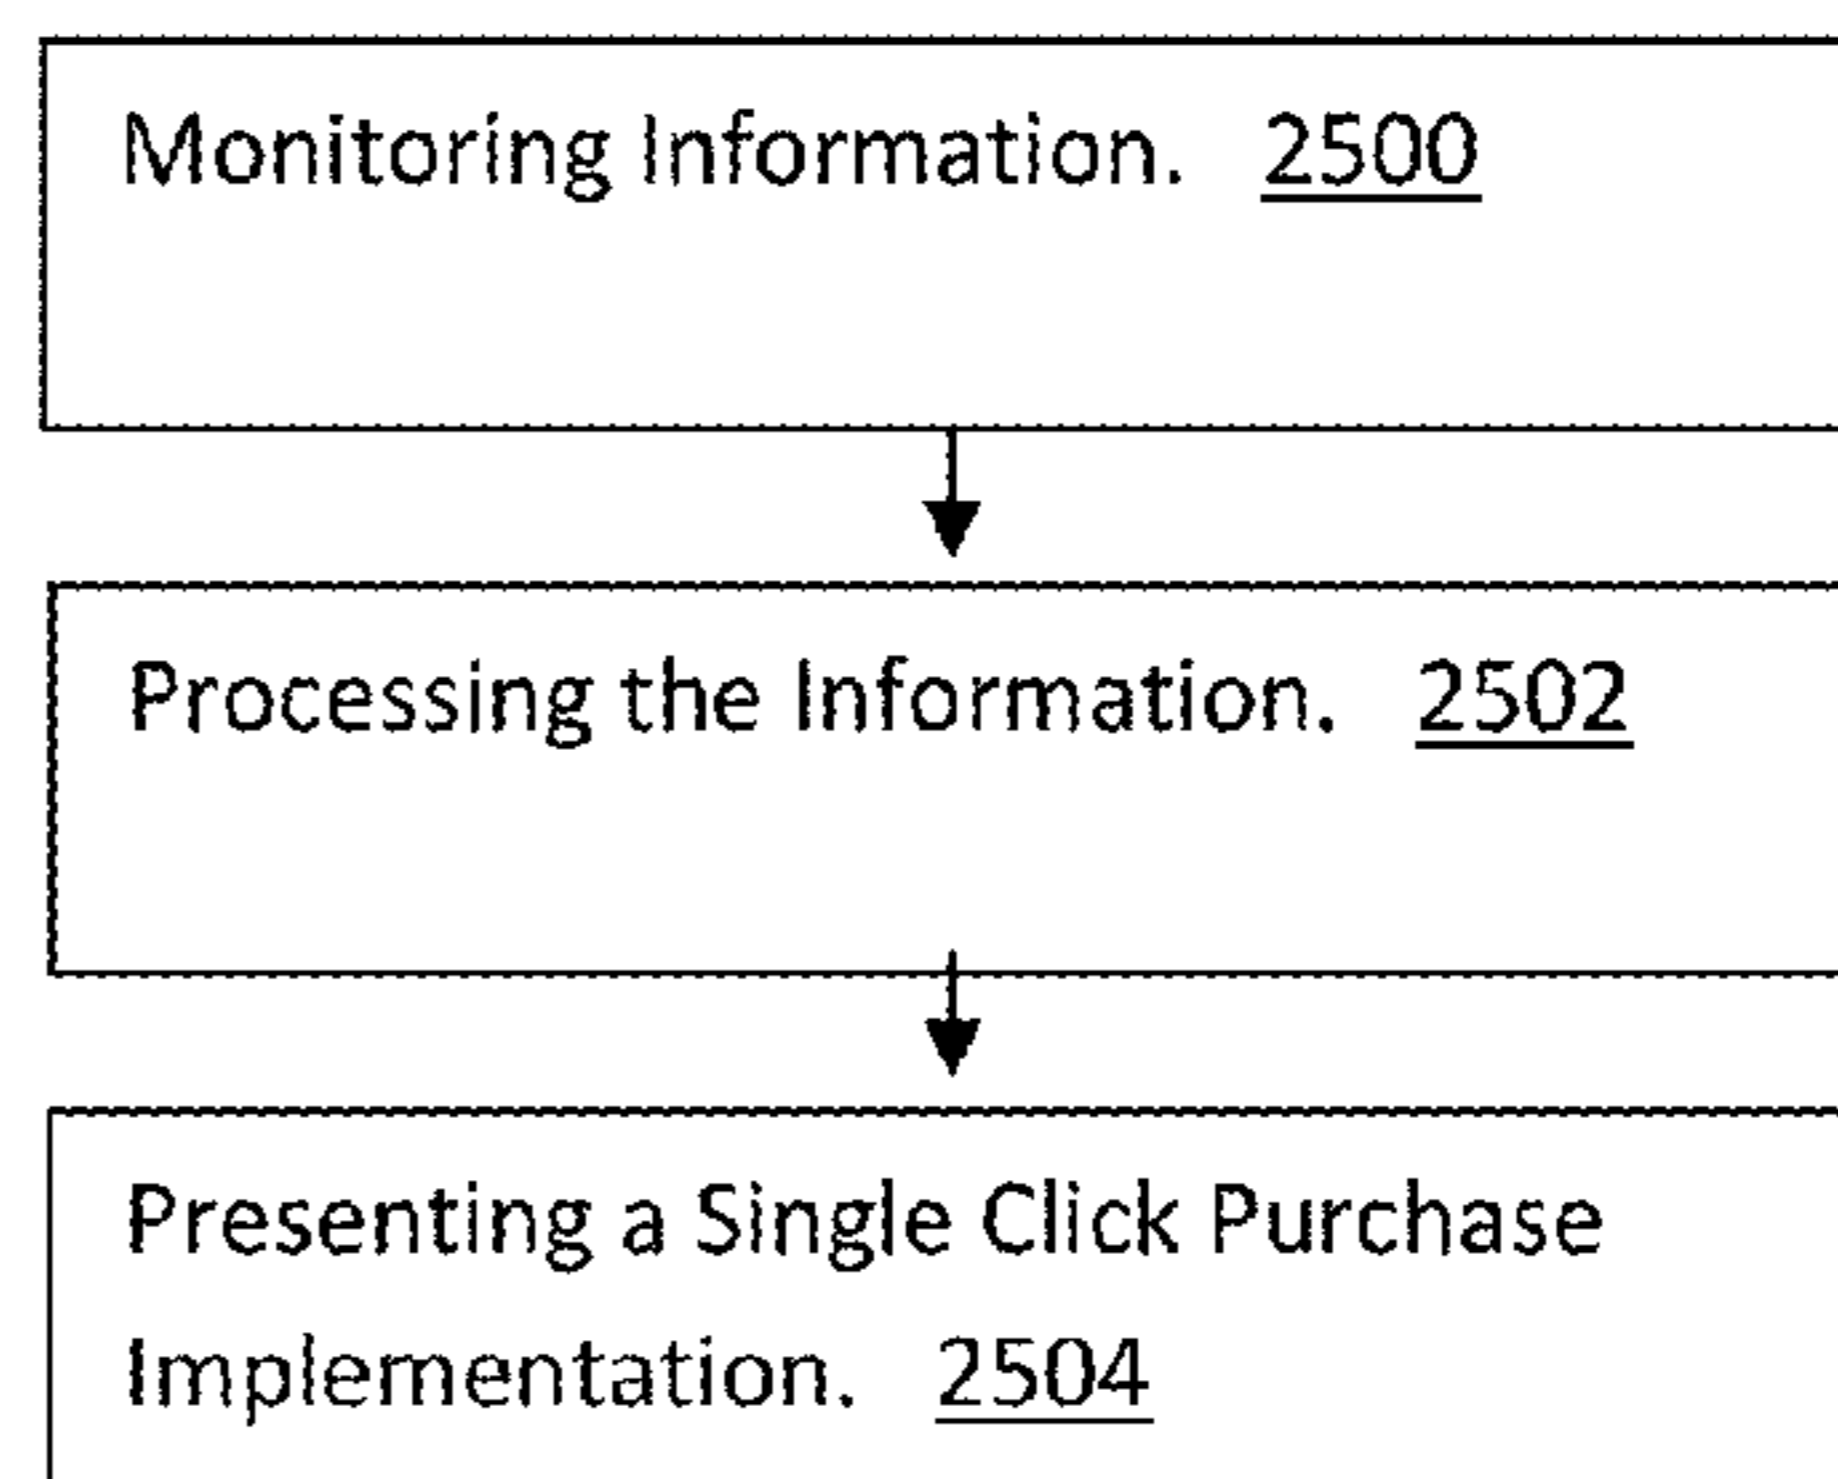 Monitoring Information. 2500
Processing the Information. 2502
Presenting a Single Click Purchase
Implementation. 2504